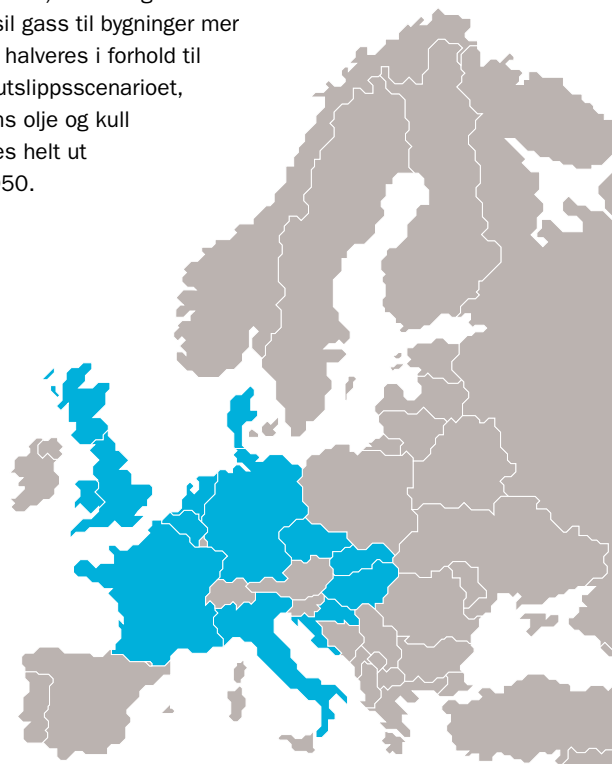 sil gass til bygninger mer
halveres i forhold til
utslippsscenarioet,
ns olje og kull
es helt ut
50.